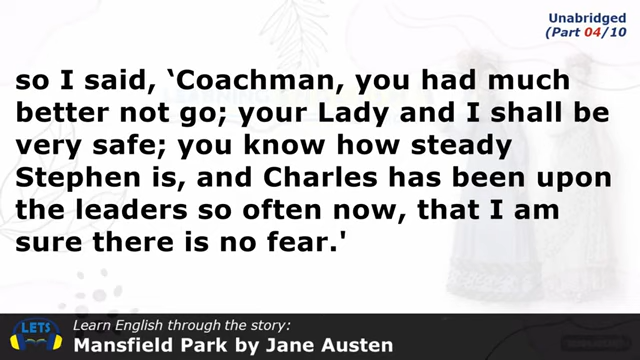 Unabridged
(Part 04/10
so I said, ‘Coachman, you had much
better not go; your Lady and I shall be
very safe; you know how steady
Stephen is, and Charles has been upon
the leaders so often now, that I am
sure there is no fear.'
LETS
Learn English through the story:
Mansfield Park by Jane Austen